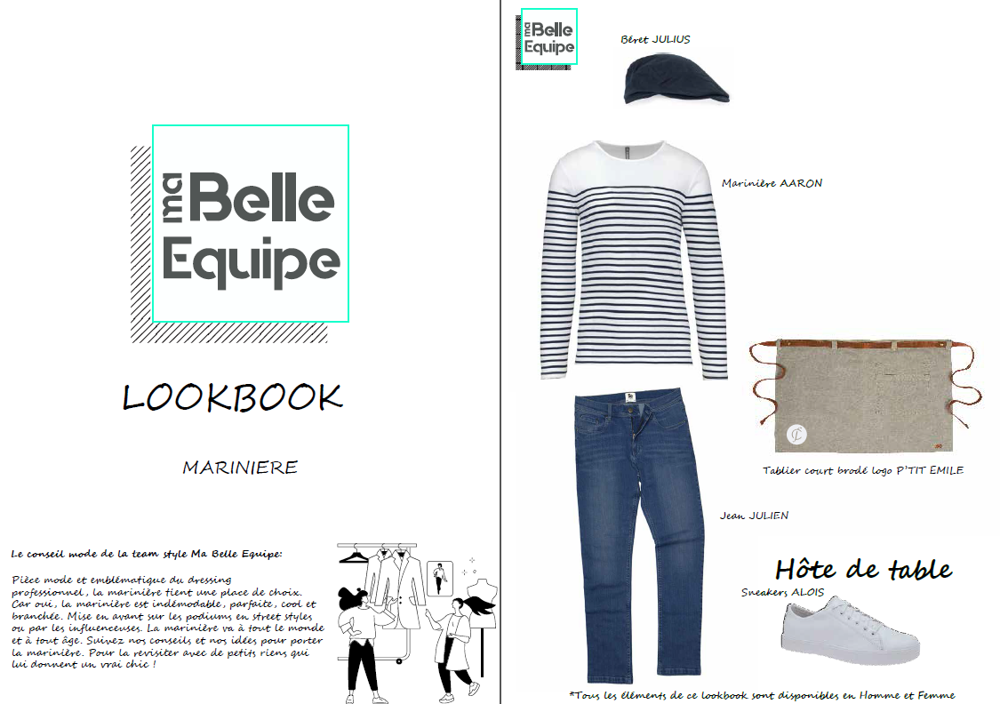 ma Belle
Equipe
LOOKBOOK
MARINIERE
Le conseil mode de la team style Ma Belle Equipe:
Pièce mode et emblématique du dressing
professionnel, la marinière tient une place de choix.
Car oui, la marinière est indémodable, parfaite, cool et
branchée. Mise en avant sur les podiums en street styles
ou par les influenceuses. La marinière va à tout le monde
et à tout âge. Suivez nos conseils et nos idées pour porter
la marinière. Pour la revisiter avec de petits riens qui
lui donnent un vrai chic !
ma Belle
Equipe
Béret JULIUS
Marinière AARON
Tablier court brodé logo P'TIT EMILE
Jean JULIEN
Hôte de table
Sneakers ALOIS
*Tous les éléments de ce lookbook sont disponibles en Homme et Femme